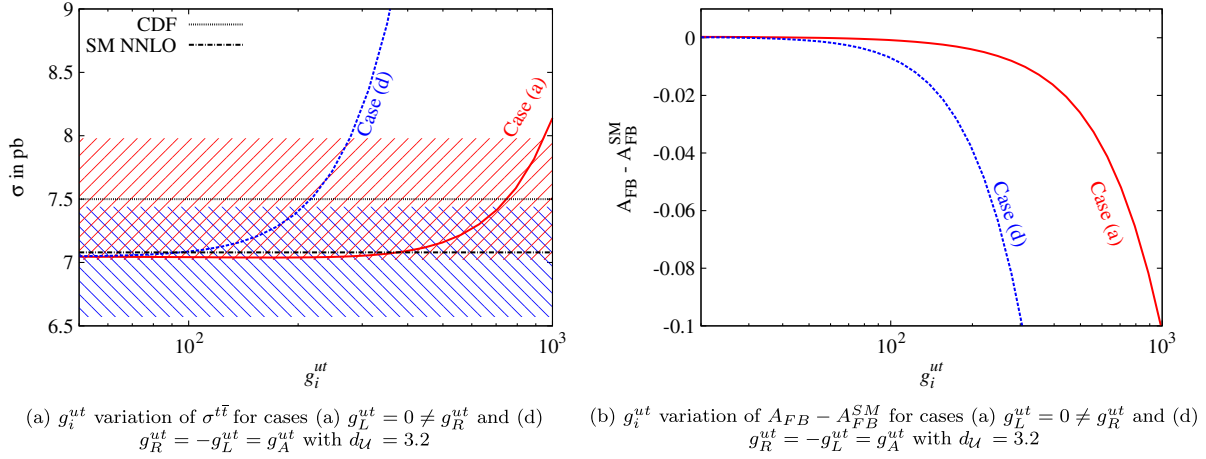 9
8.5
8
7.5
7
6.5
σ in pb
CDF
SM NNLO
Case (d)
Case (a)
10^2
10^3
g_i^{ut}
0
-0.02
-0.04
-0.06
-0.08
-0.1
A_FB - A_FB^SM
Case (d)
Case (a)
10^2
10^3
g_i^{ut}
(a) g_i^{ut} variation of σ^{tt̅} for cases (a) g_L^{ut} = 0 ≠ g_R^{ut} and (d)
g_R^{ut} = −g_L^{ut} = g_A^{ut} with d_𝒰 = 3.2
(b) g_i^{ut} variation of A_{FB} − A_{FB}^{SM} for cases (a) g_L^{ut} = 0 ≠ g_R^{ut} and (d)
g_R^{ut} = −g_L^{ut} = g_A^{ut} with d_𝒰 = 3.2